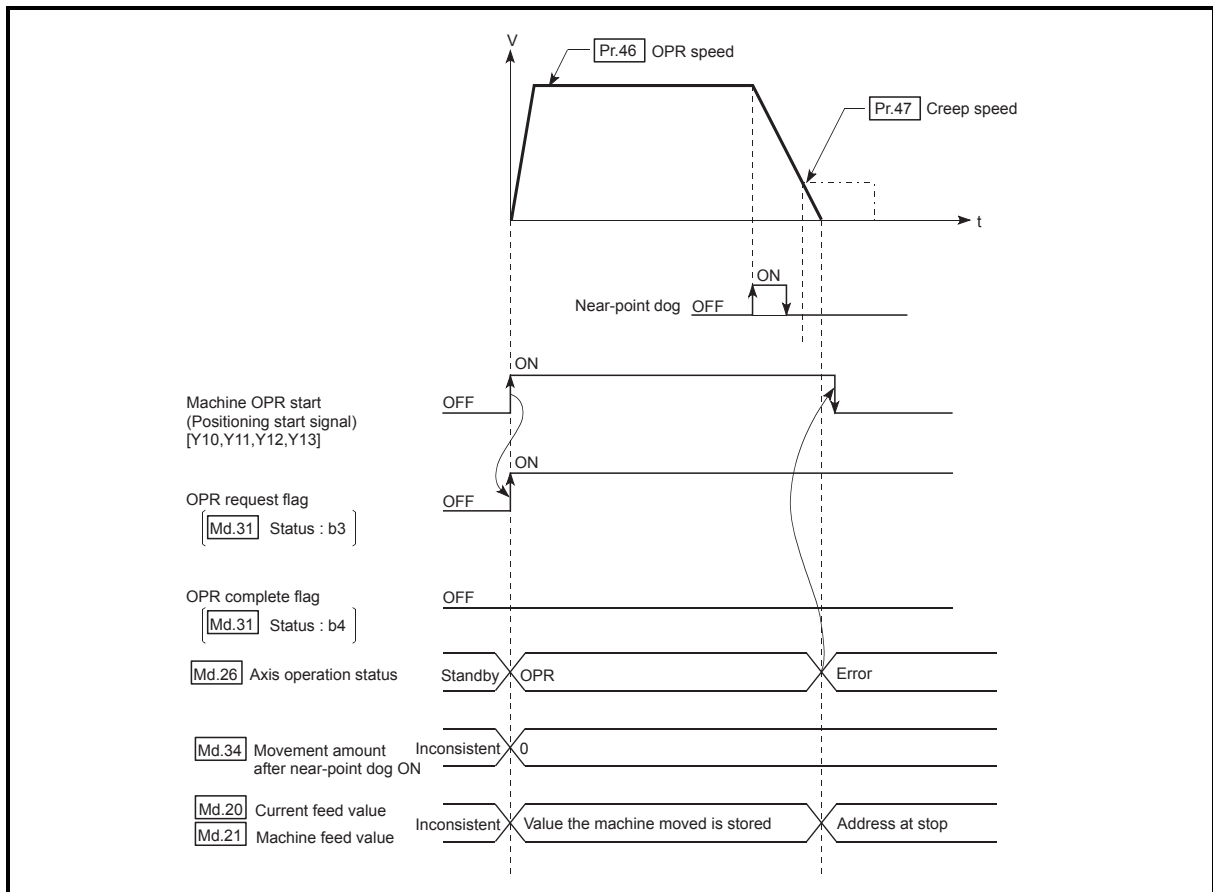 V
Pr.46 OPR speed
Pr.47 Creep speed
t
ON
Near-point dog OFF
ON
Machine OPR start
(Positioning start signal)
[Y10,Y11,Y12,Y13]
OFF
ON
OPR request flag
OFF
Md.31 Status : b3
OPR complete flag
OFF
Md.31 Status : b4
Md.26 Axis operation status Standby OPR Error
Md.34 Movement amount
after near-point dog ON
Inconsistent 0
Md.20 Current feed value
Md.21 Machine feed value
Inconsistent Value the machine moved is stored Address at stop